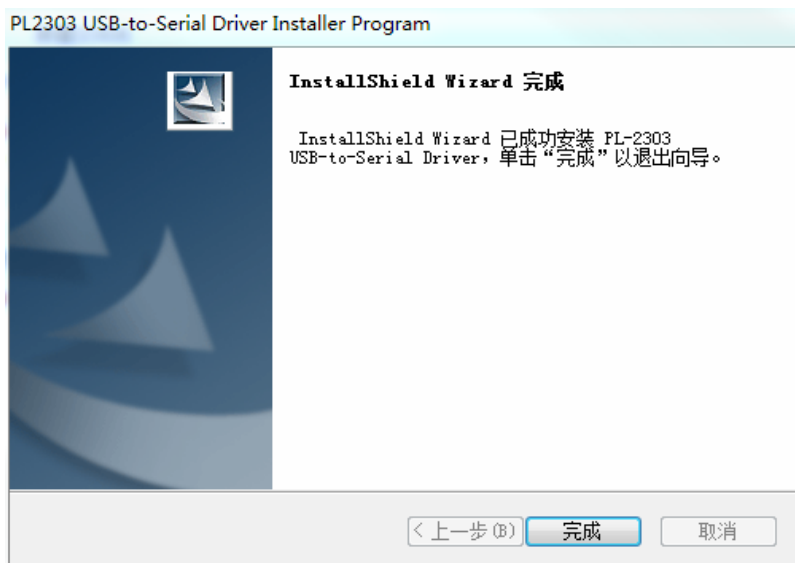 PL2303 USB-to-Serial Driver Installer Program
InstallShield Wizard 完成
InstallShield Wizard 已成功安装 PL-2303
USB-to-Serial Driver，单击“完成”以退出向导。
< 上一步(B)
完成
取消